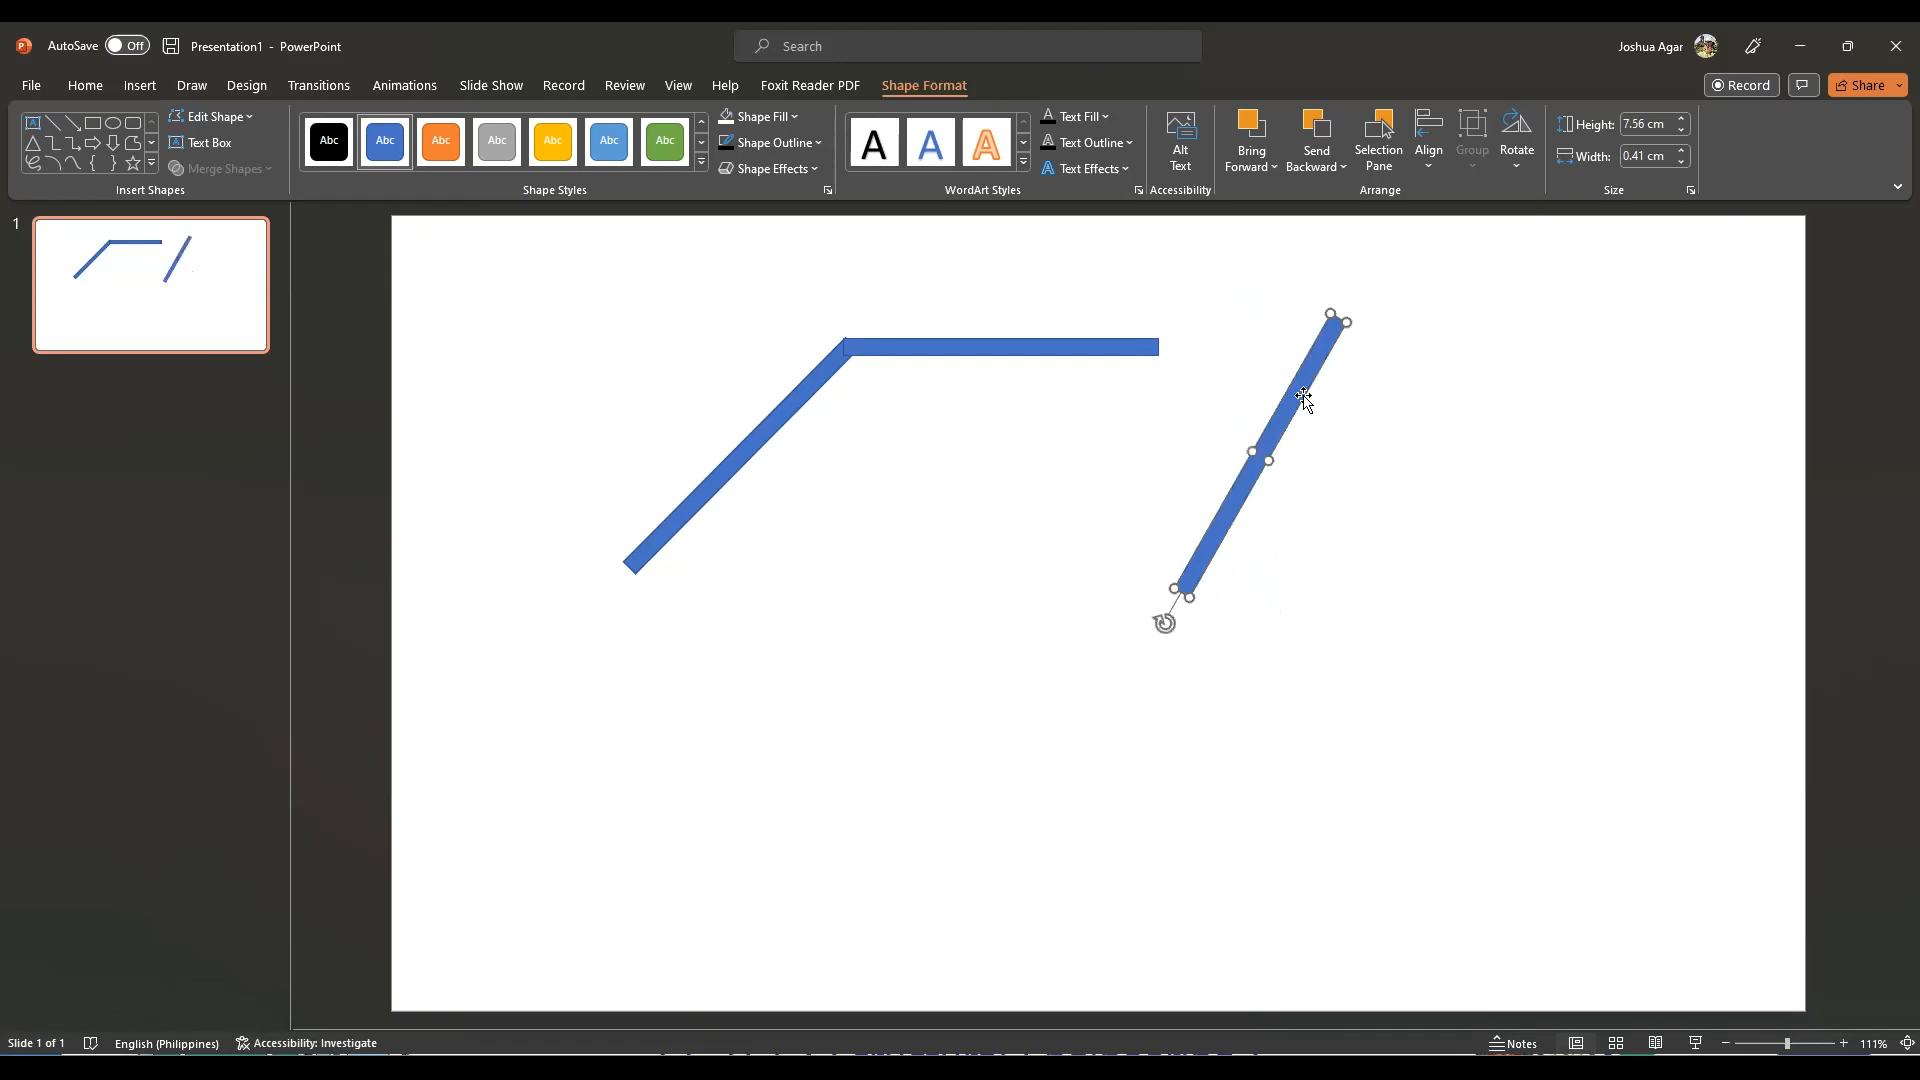 AutoSave Off Presentation1 - PowerPoint Search Joshua Agar
File Home Insert Draw Design Transitions Animations Slide Show Record Review View Help Foxit Reader PDF Shape Format Record Share
Edit Shape
Text Box
Merge Shapes
Insert Shapes
Abc Abc Abc Abc Abc Abc Abc
Shape Fill
Shape Outline
Shape Effects
Shape Styles
A A A
Text Fill
Text Outline
Text Effects
WordArt Styles
Alt
Text
Accessibility
Bring
Forward
Send
Backward
Selection
Pane
Align
Group
Rotate
Arrange
Height: 7.56 cm
Width: 0.41 cm
Size
1
Slide 1 of 1 English (Philippines) Accessibility: Investigate Notes 111%